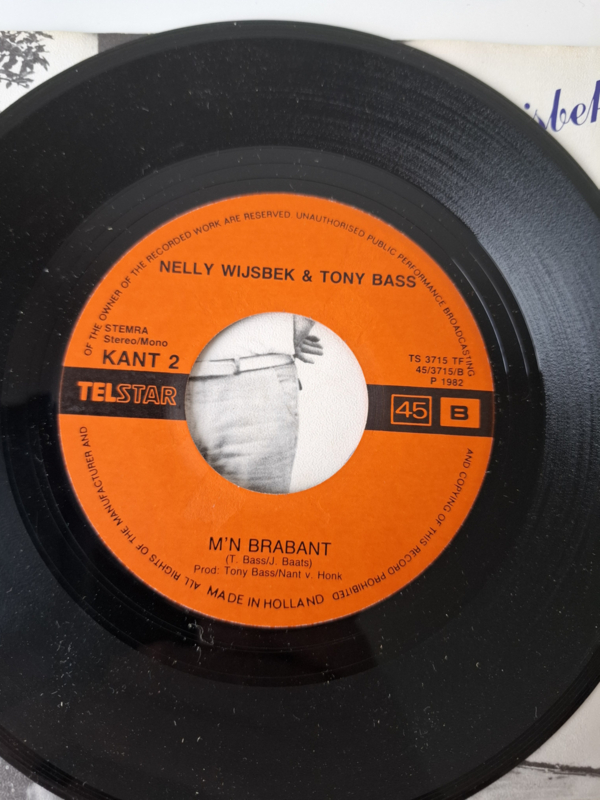 NELLY WIJSBEK & TONY BASS
STEMRA
Stereo/Mono
KANT 2
TS 3715 TF
45/3715/B
P 1982
TELSTAR
45 B
M'N BRABANT
(T. Bass/J. Baats)
Prod: Tony Bass/Nant v. Honk
MADE IN HOLLAND
ALL RIGHTS OF THE MANUFACTURER AND OF THE OWNER OF THE RECORDED WORK ARE RESERVED UNAUTHORISED PUBLIC PERFORMANCE BROADCASTING AND COPYING OF THIS RECORD PROHIBITED